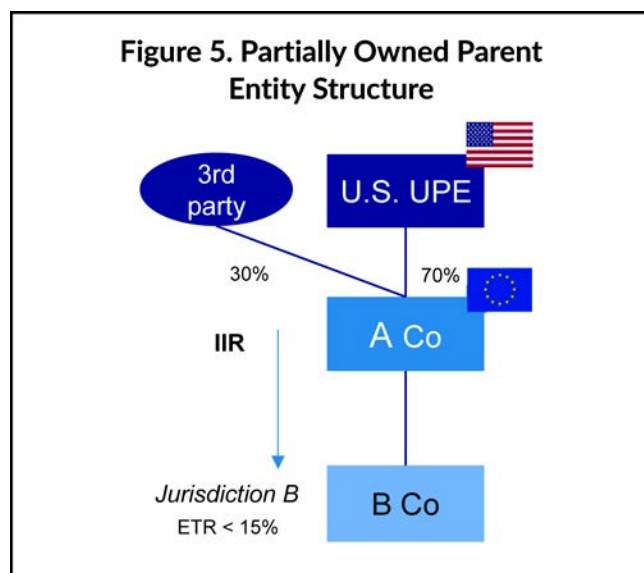 Figure 5. Partially Owned Parent
Entity Structure
3rd
party
U.S. UPE
30%
70%
A Co
IIR
Jurisdiction B
ETR < 15%
B Co